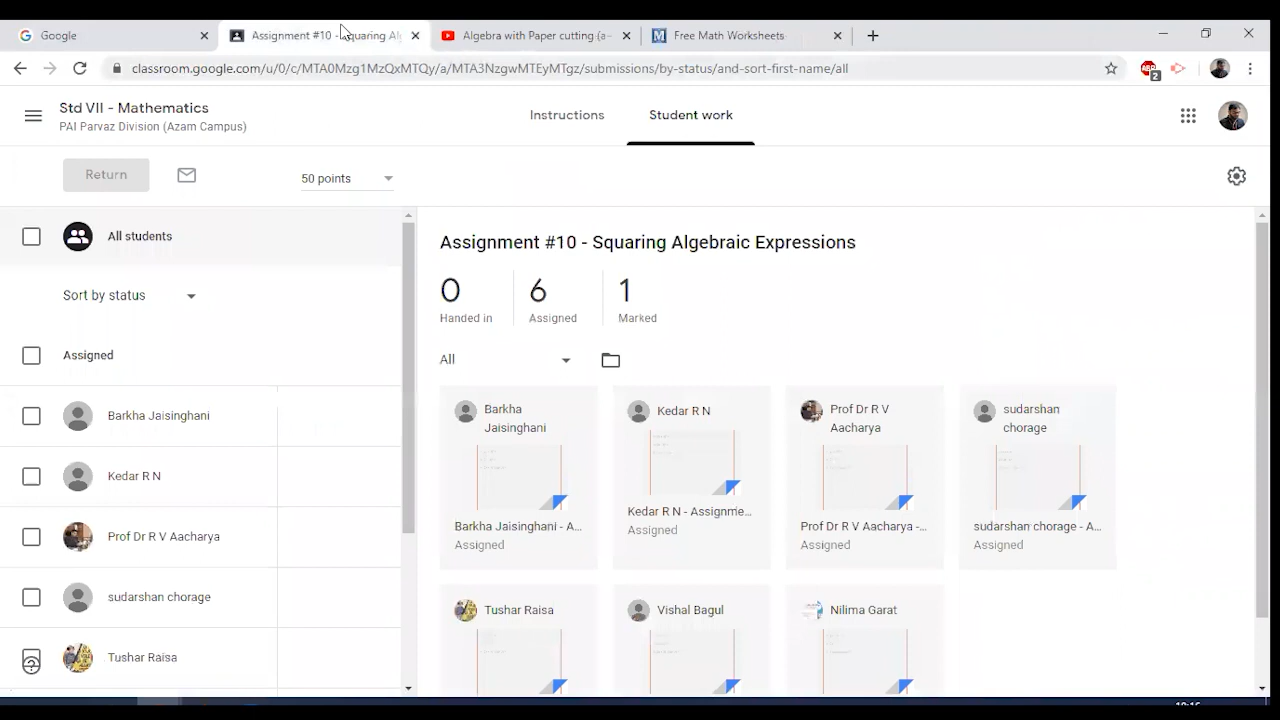 Google
Assignment #10 - Squaring Al
Algebra with Paper cutting (a-
Free Math Worksheets
classroom.google.com/u/0/c/MTA0Mzg1MzQxMTQy/a/MTA3NzgwMTEyMTgz/submissions/by-status/and-sort-first-name/all
2
Std VII - Mathematics
PAI Parvaz Division (Azam Campus)
Instructions
Student work
Return
50 points
All students
Sort by status
Assigned
Barkha Jaisinghani
Kedar R N
Prof Dr R V Aacharya
sudarshan chorage
Tushar Raisa
Assignment #10 - Squaring Algebraic Expressions
0
6
1
Handed in
Assigned
Marked
All
Barkha
Jaisinghani
Barkha Jaisinghani - A...
Assigned
Kedar R N
Kedar R N - Assignme...
Assigned
Prof Dr R V
Aacharya
Prof Dr R V Aacharya -...
Assigned
sudarshan
chorage
sudarshan chorage - A...
Assigned
Tushar Raisa
Vishal Bagul
Nilima Garat